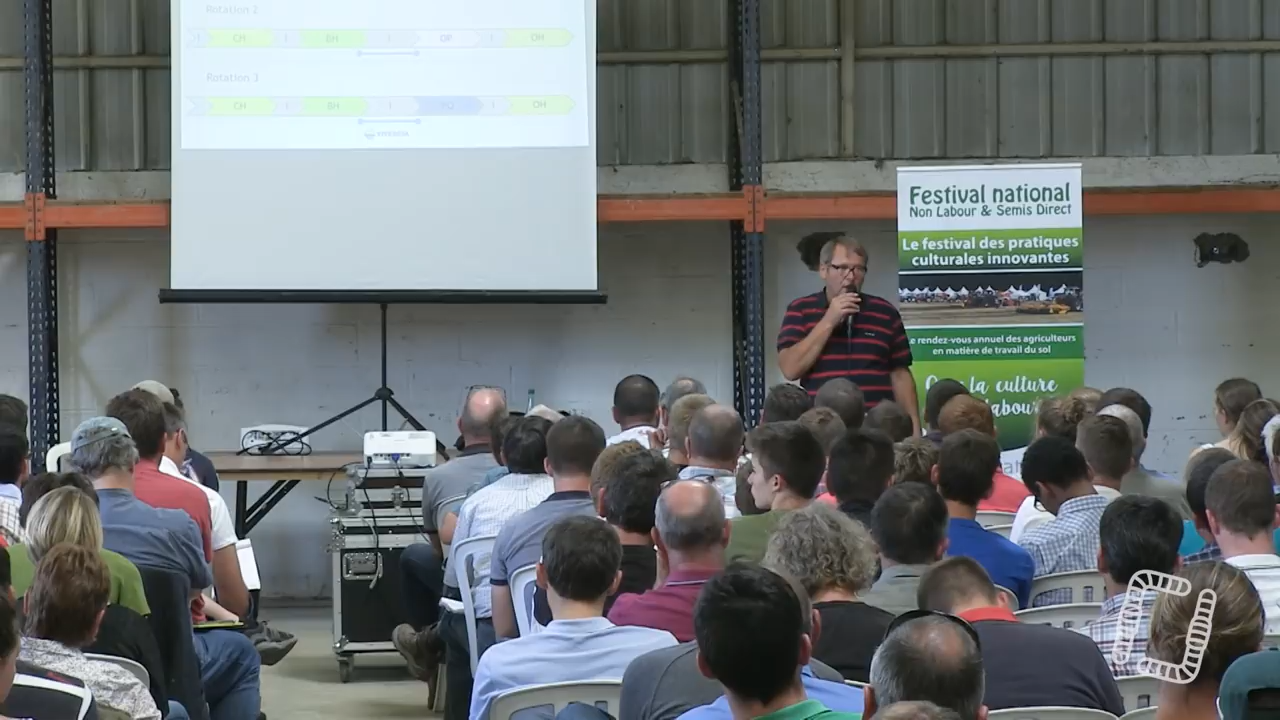 Rotation 2
CH
BH
OP
OH
Rotation 3
CH
BH
OH
Festival national
Non Labour & Semis Direct
Le festival des pratiques
culturales innovantes
e rendez-vous annuel des agriculteurs
en matière de travail du sol
la culture
labour